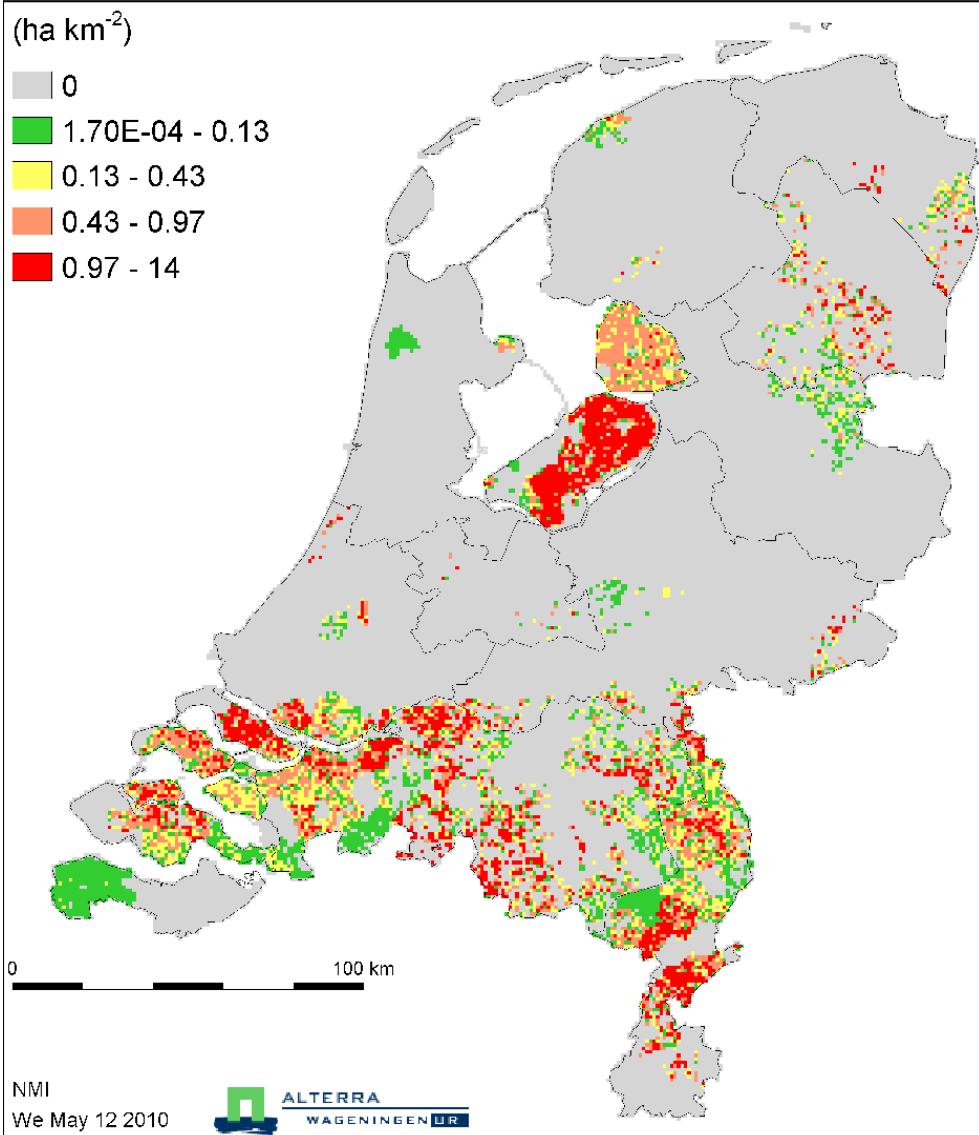 (ha km⁻²)
0
1.70E-04 - 0.13
0.13 - 0.43
0.43 - 0.97
0.97 - 14
0 100 km
NMI
We May 12 2010
ALTERRA
WAGENINGEN UR